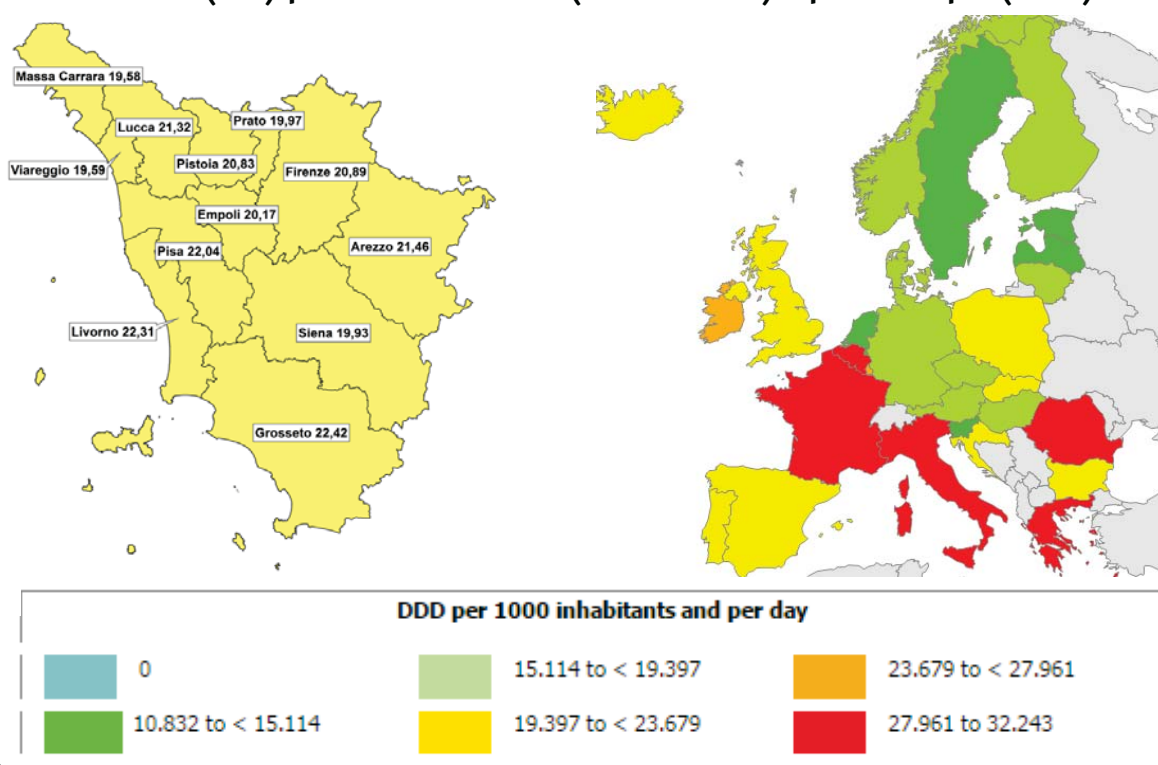 Massa Carrara 19,58
Prato 19,97
Lucca 21,32
Pistoia 20,83
Viareggio 19,59
Firenze 20,89
Empoli 20,17
Pisa 22,04
Arezzo 21,46
Livorno 22,31
Siena 19,93
Grosseto 22,42
DDD per 1000 inhabitants and per day
0
15.114 to < 19.397
23.679 to < 27.961
10.832 to < 15.114
19.397 to < 23.679
27.961 to 32.243